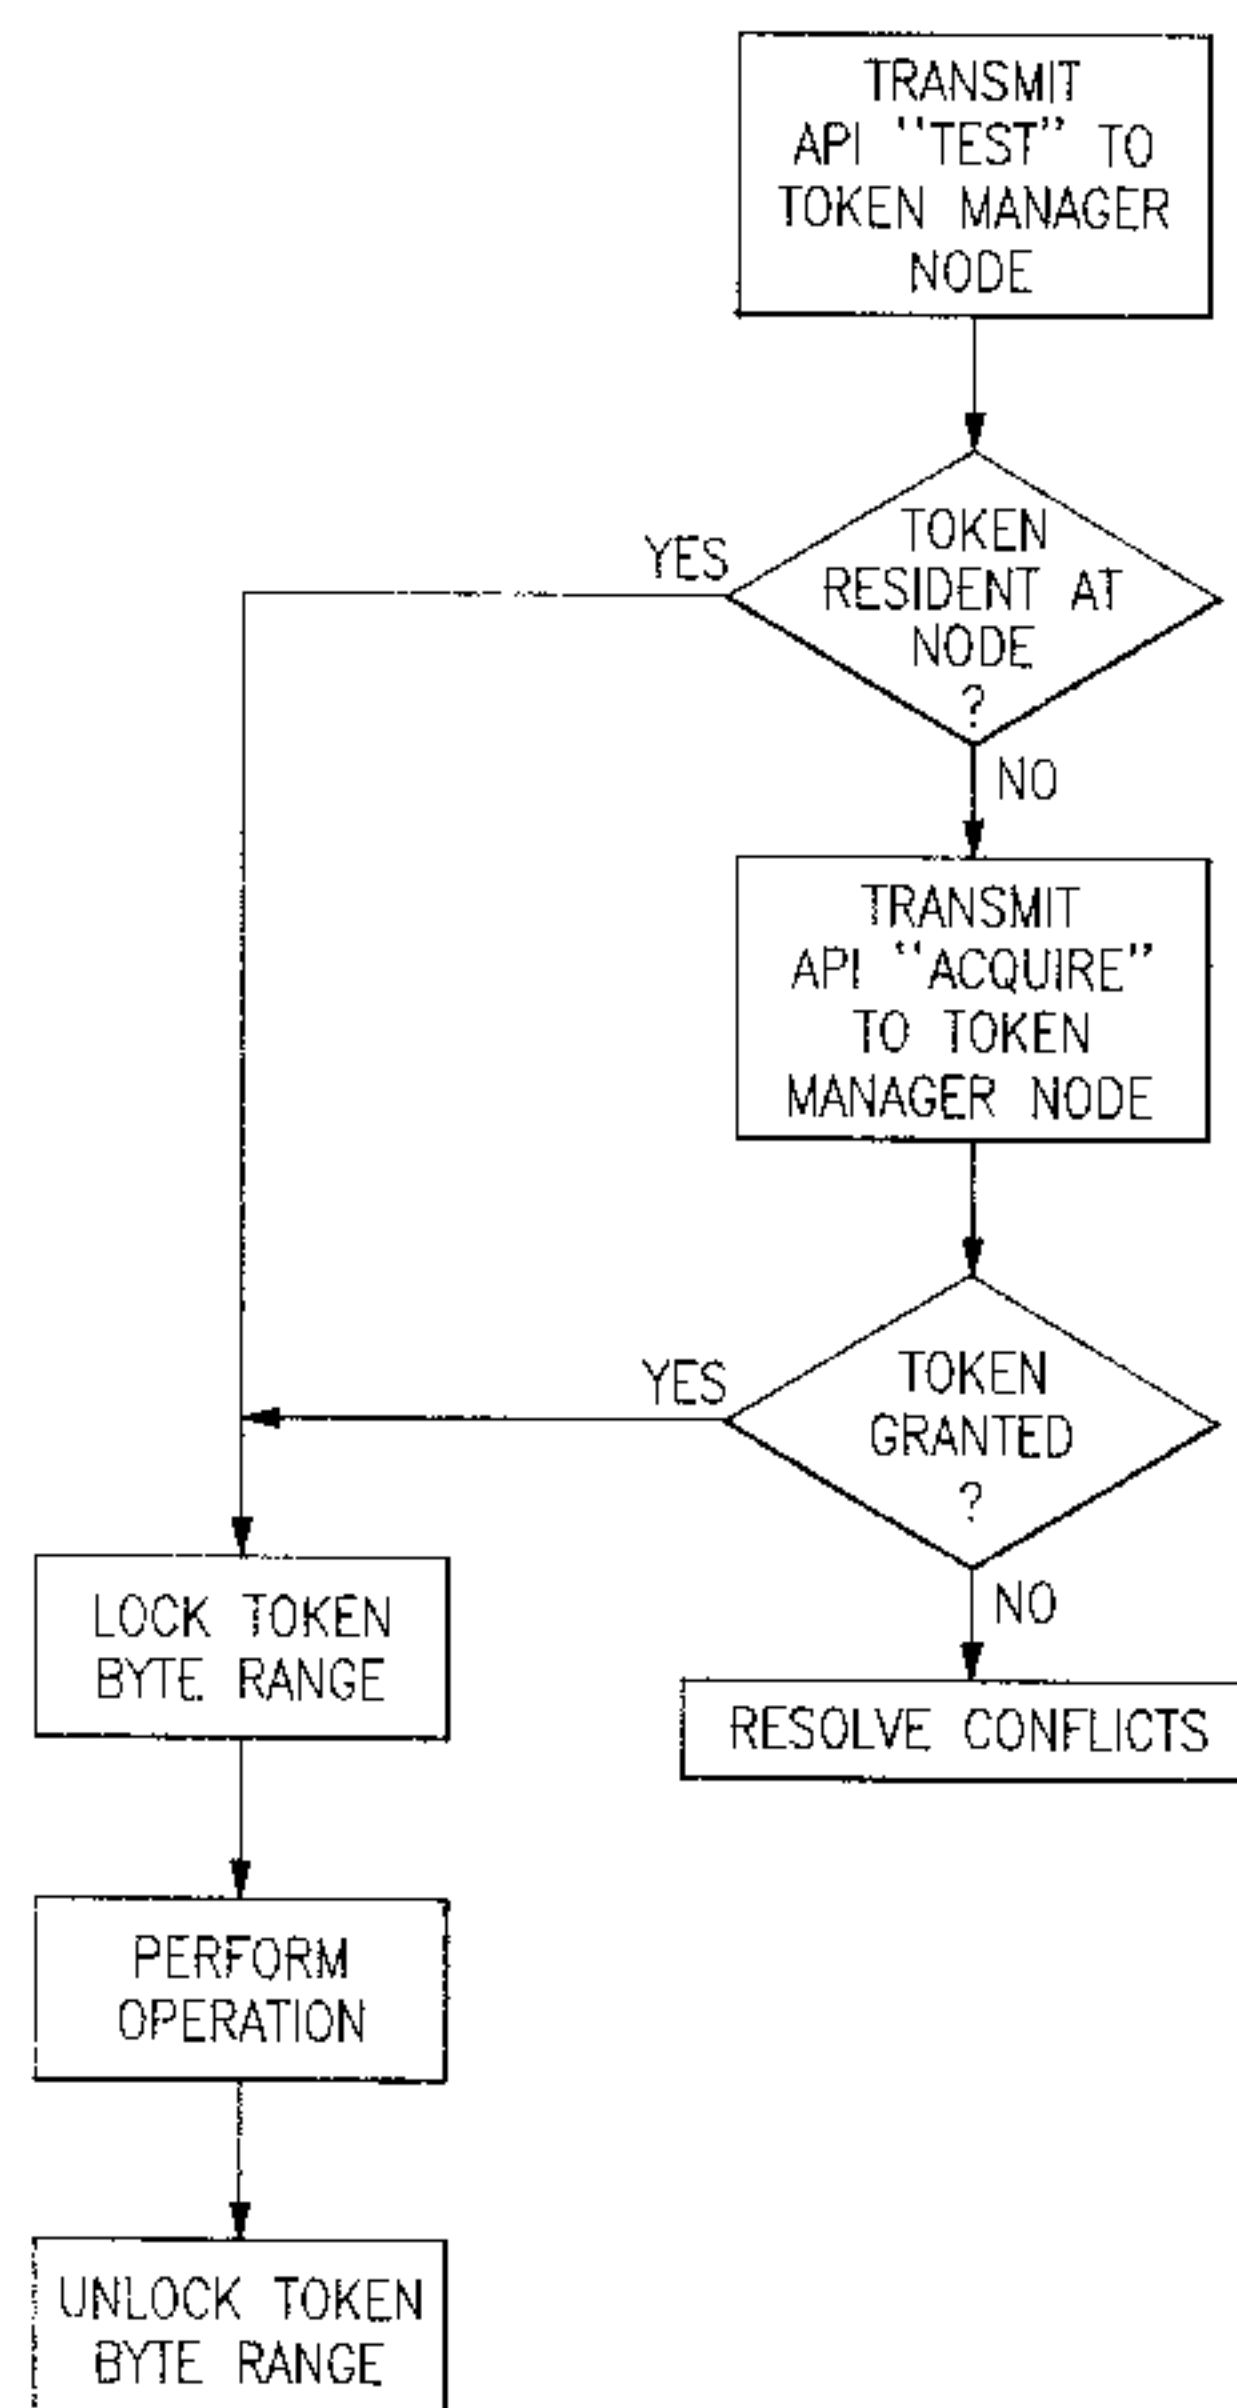 TRANSMIT
API "TEST" TO
TOKEN MANAGER
NODE
YES
TOKEN
RESIDENT AT
NODE
?
NO
TRANSMIT
API "ACQUIRE"
TO TOKEN
MANAGER NODE
YES
TOKEN
GRANTED
?
NO
LOCK TOKEN
BYTE RANGE
RESOLVE CONFLICTS
PERFORM
OPERATION
UNLOCK TOKEN
BYTE RANGE